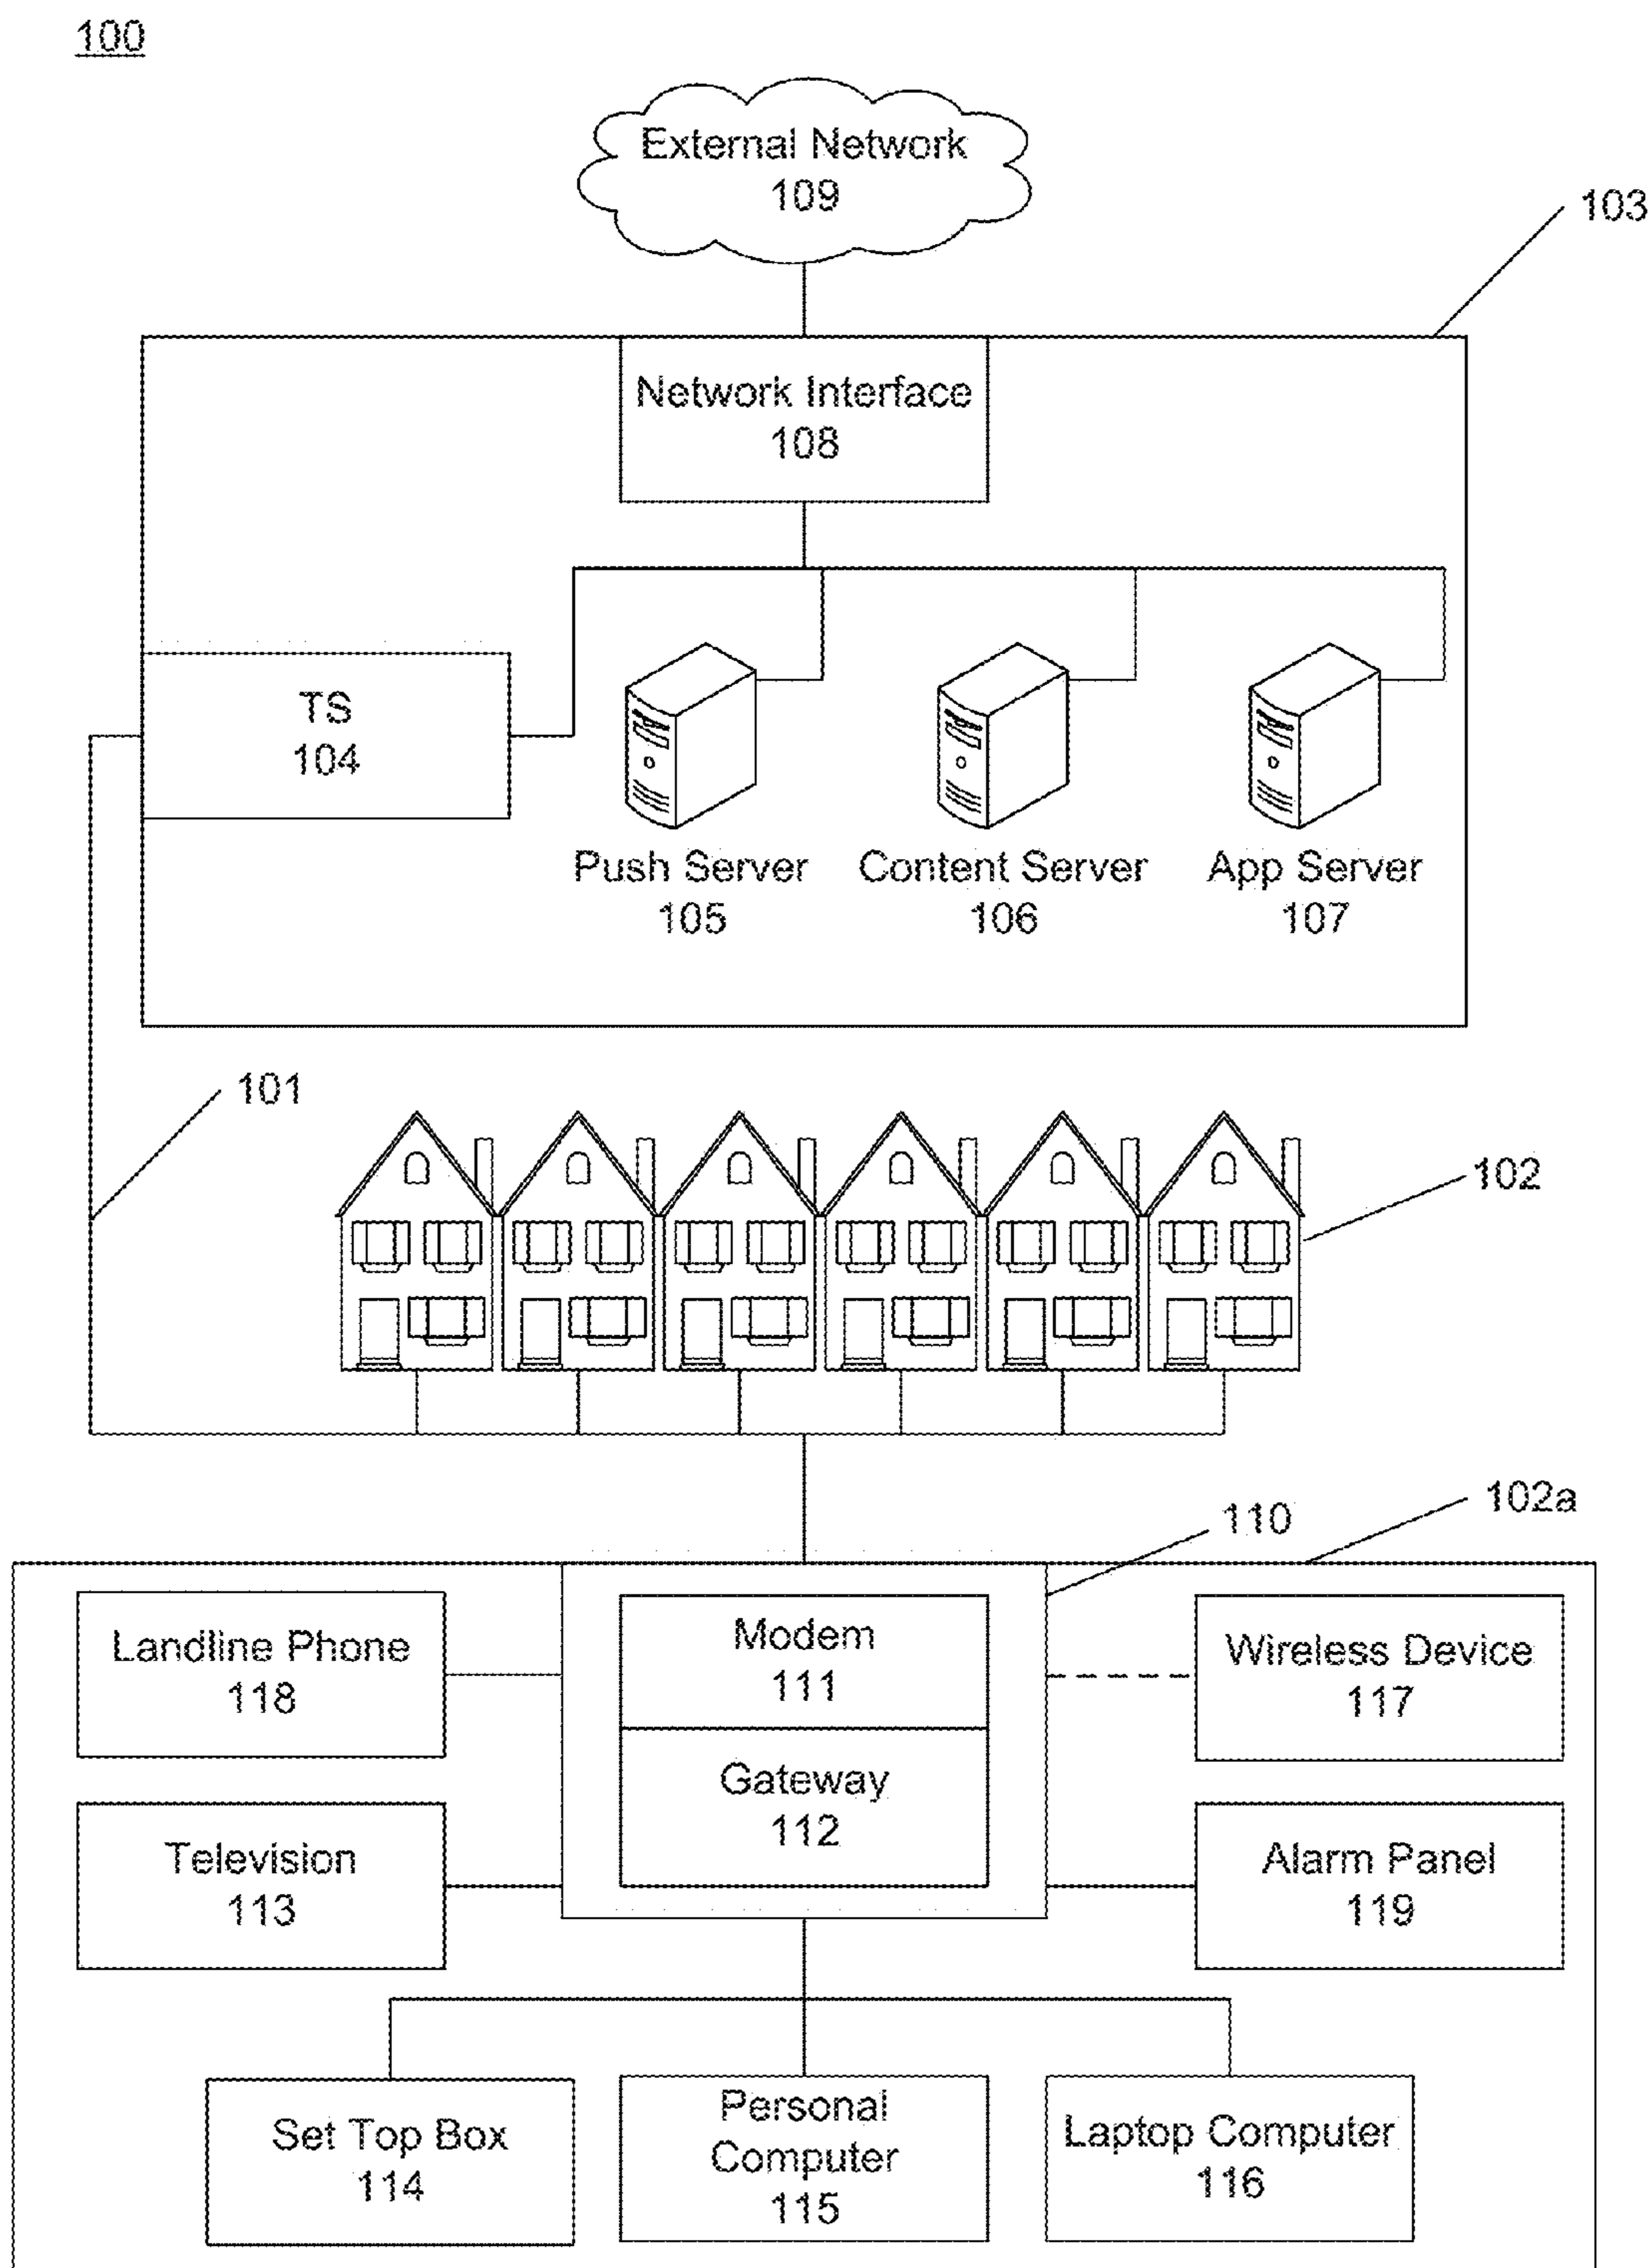 100
External Network
109
103
Network Interface
108
TS
104
Push Server
105
Content Server
106
App Server
107
101
102
102a
110
Landline Phone
118
Modem
111
Wireless Device
117
Gateway
112
Television
113
Alarm Panel
119
Set Top Box
114
Personal
Computer
115
Laptop Computer
116